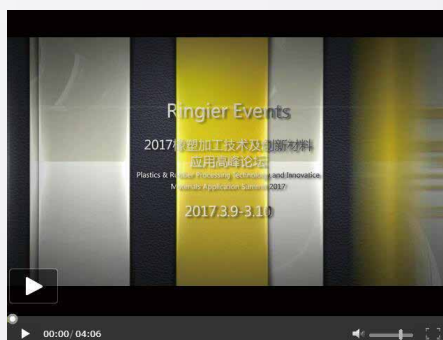 Ringier Events
2017橡塑加工技术及创新材料
应用高峰论坛
Plastics & Rubber Processing Technology and Innovatice
Materials Application Summit 2017
2017.3.9-3.10
00:00/04:06